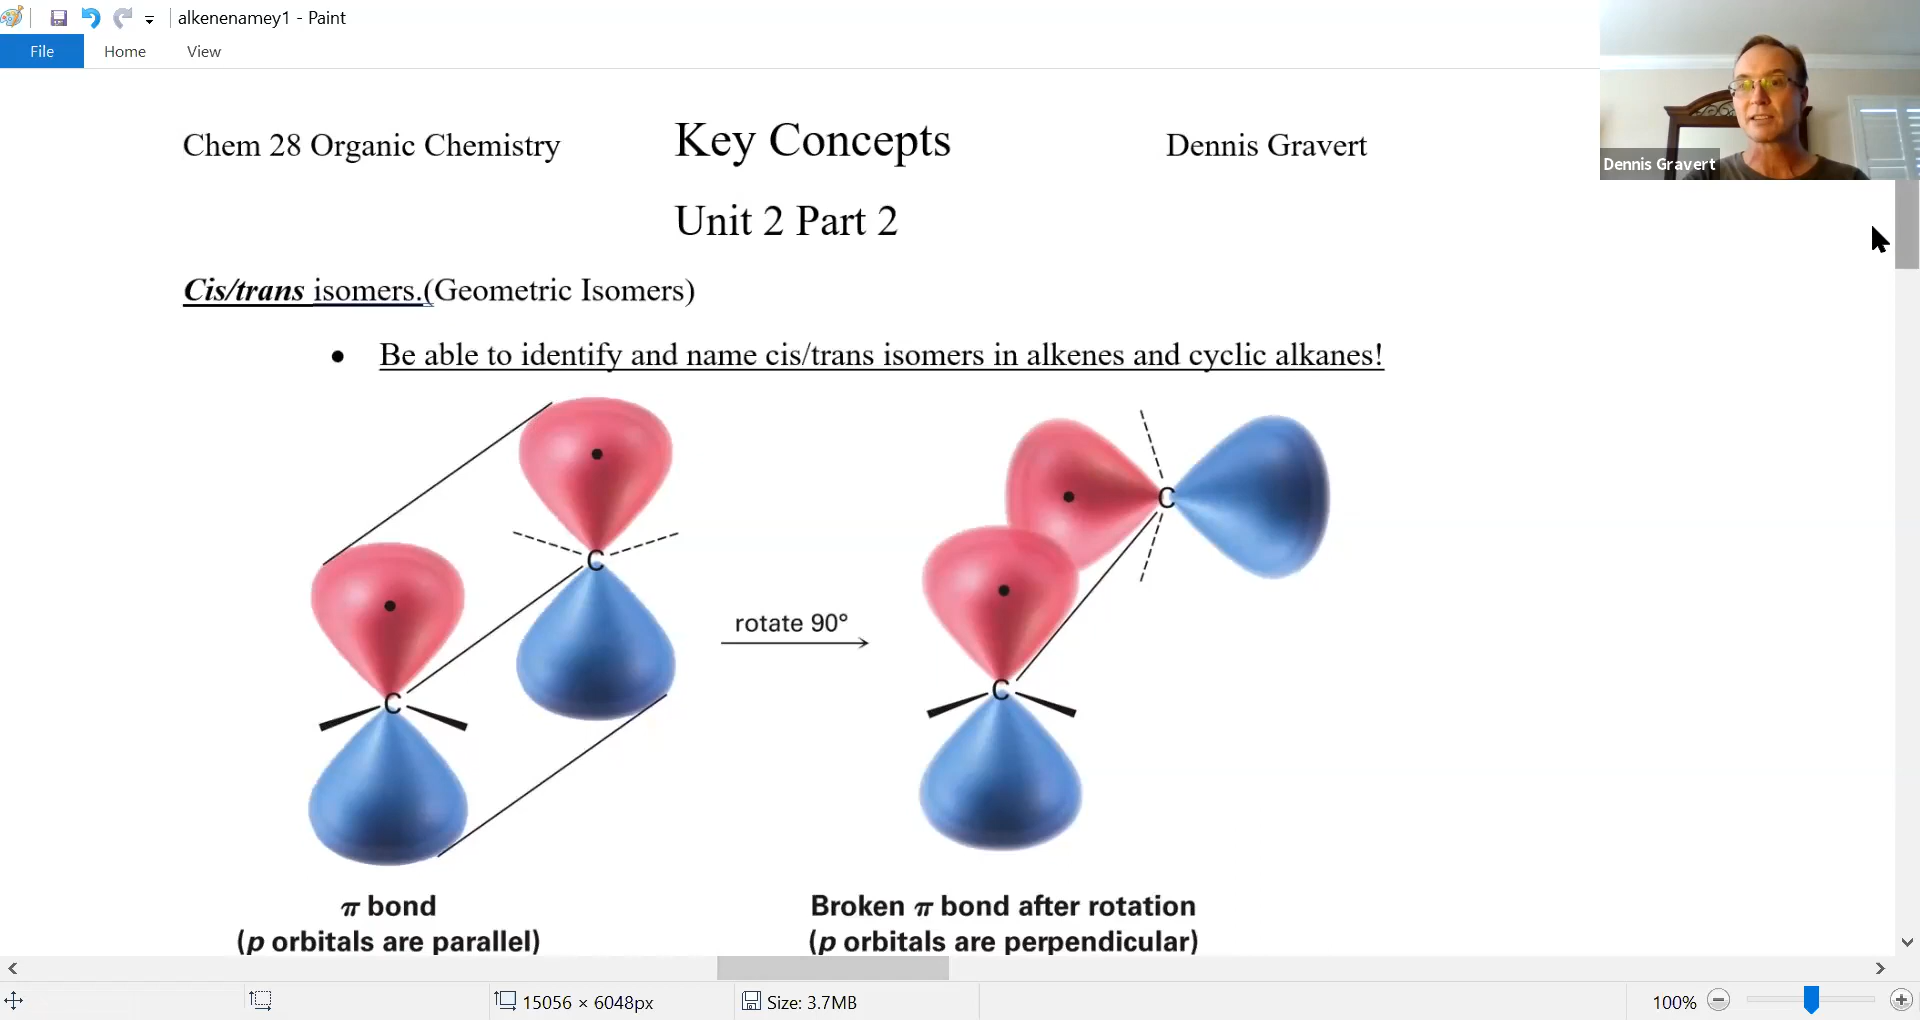 alkenenamey1 - Paint
File Home View
Chem 28 Organic Chemistry Key Concepts Dennis Gravert
Dennis Gravert
Unit 2 Part 2
Cis/trans isomers.(Geometric Isomers)
• Be able to identify and name cis/trans isomers in alkenes and cyclic alkanes!
C
C
C
C
rotate 90°
π bond
(p orbitals are parallel)
Broken π bond after rotation
(p orbitals are perpendicular)
15056 × 6048px Size: 3.7MB 100%